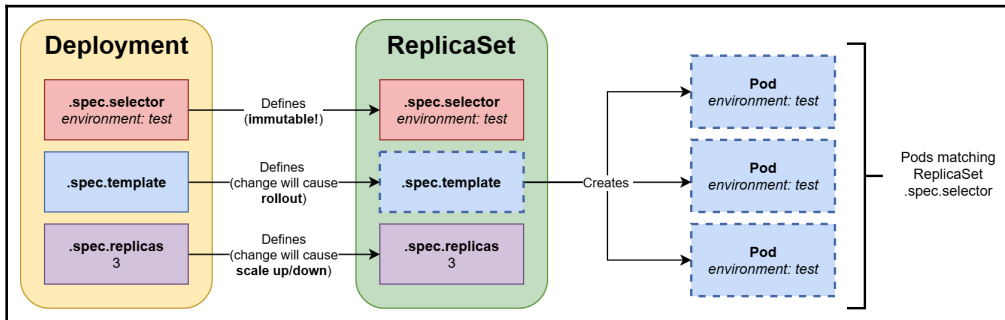 Deployment
.spec.selector
environment: test
.spec.template
.spec.replicas
3
Defines
(immutable!)
Defines
(change will cause
rollout)
Defines
(change will cause
scale up/down)
ReplicaSet
.spec.selector
environment: test
.spec.template
.spec.replicas
3
Creates
Pod
environment: test
Pod
environment: test
Pod
environment: test
Pods matching
ReplicaSet
.spec.selector